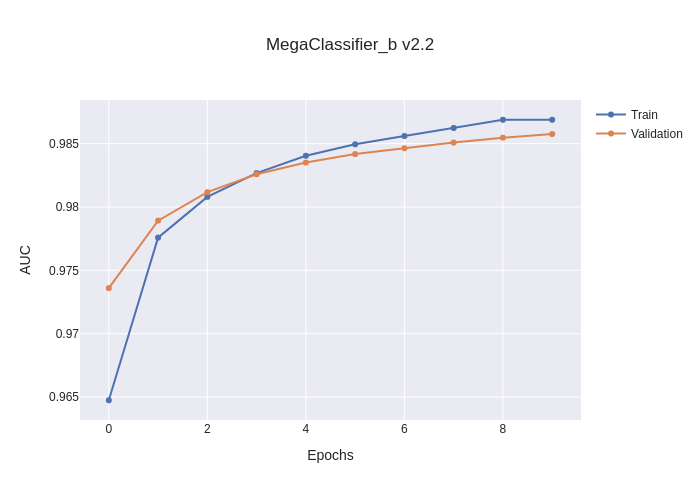 MegaClassifier_b v2.2
Train
Validation
0.985
0.98
0.975
0.97
0.965
AUC
0 2 4 6 8
Epochs